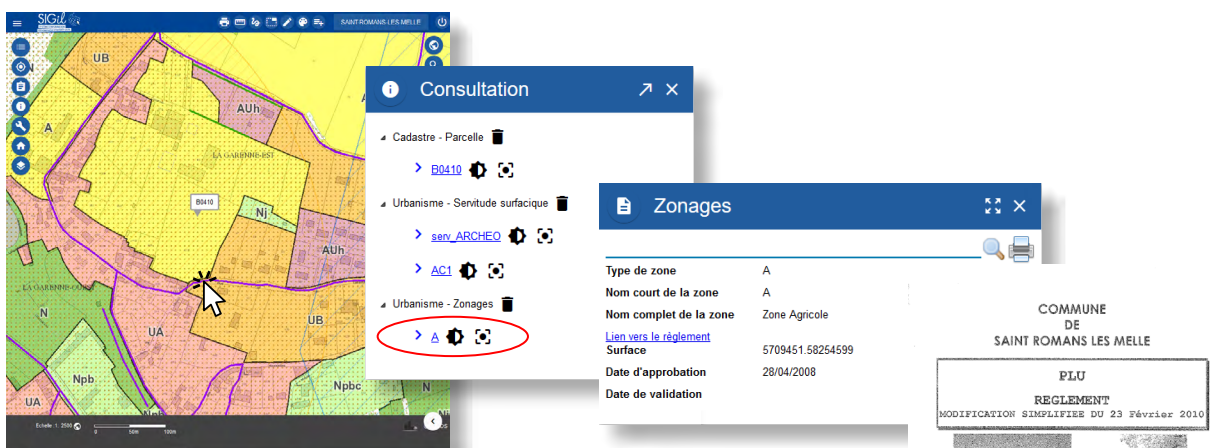 SIGil
SAINT ROMANS-LES-MELLE
UB
A
AUh
LA GARENNE-EST
B0410
Nj
AUh
N
UA
UB
Npb
Npbc
N
UA
Echelle : 1: 2500
0 50m 100m
Consultation
Cadastre - Parcelle
B0410
Urbanisme - Servitude surfacique
serv_ARCHEO
AC1
Urbanisme - Zonages
A
Zonages
Type de zone A
Nom court de la zone A
Nom complet de la zone Zone Agricole
Lien vers le règlement
Surface 5709451.58254599
Date d'approbation 28/04/2008
Date de validation
COMMUNE
DE
SAINT ROMANS LES MELLE
PLU
REGLEMENT
MODIFICATION SIMPLIFIEE DU 23 Février 2010